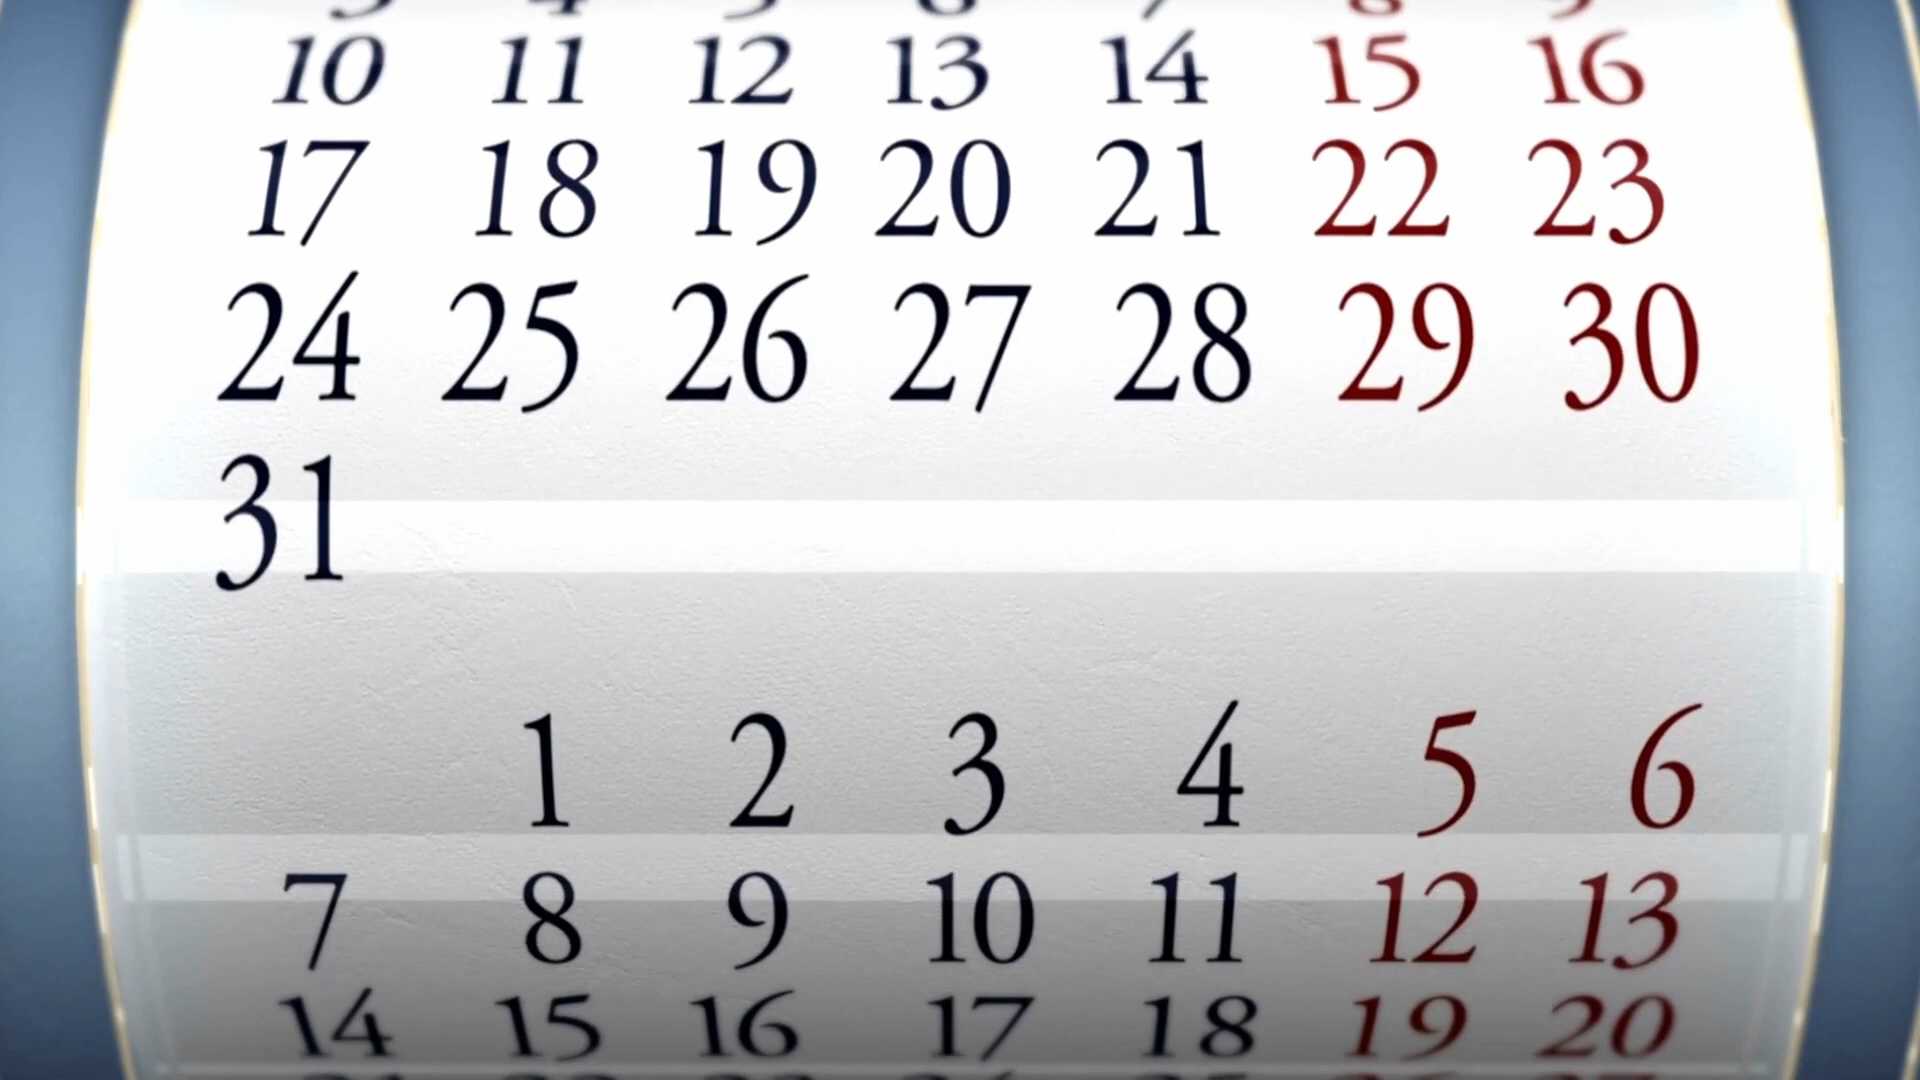 10 11 12 13 14 15 16
17 18 19 20 21 22 23
24 25 26 27 28 29 30
31
1 2 3 4 5 6
7 8 9 10 11 12 13
14 15 16 17 18 19 20